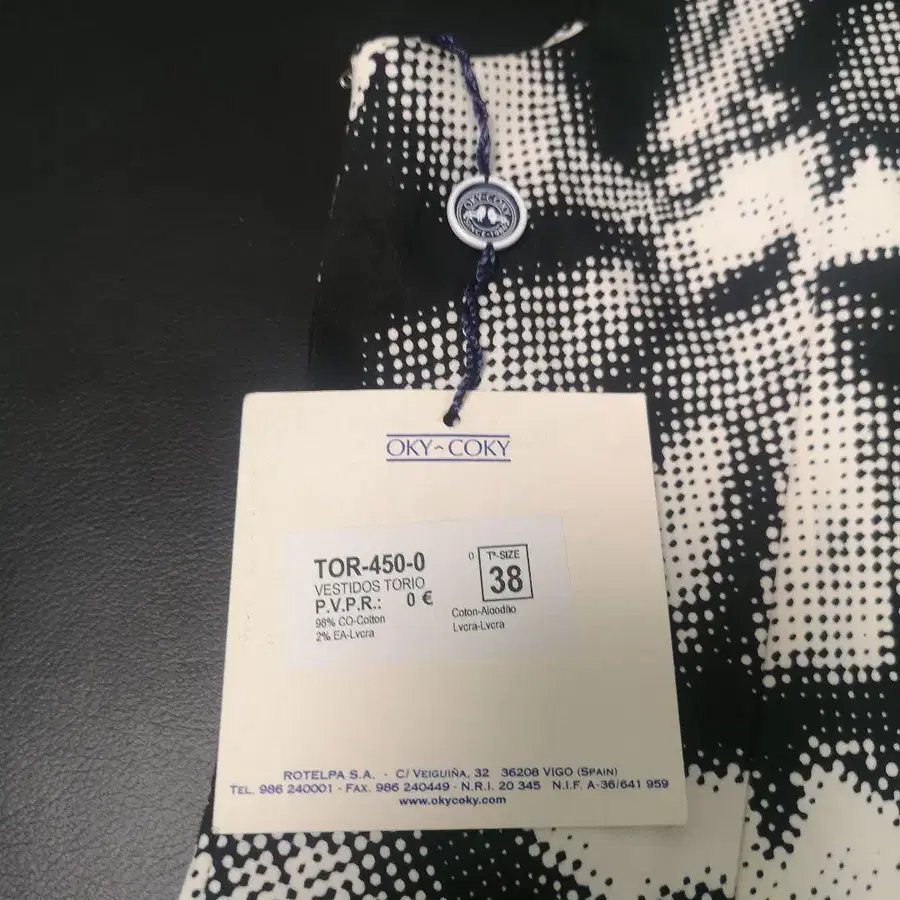 OKY-COKY
OKY~COKY
TOR-450-0
VESTIDOS TORIO
P.V.P.R.: 0 €
98% CO-Cotton
2% EA-Lycra
0
Tª-SIZE
38
Coton-Algodão
Lycra-Lycra
ROTELPA S.A. - C/ VEIGUIÑA, 32 36208 VIGO (SPAIN)
TEL. 986 240001 - FAX. 986 240449 - N.R.I. 20 345 N.I.F. A-36/641 959
www.okycoky.com